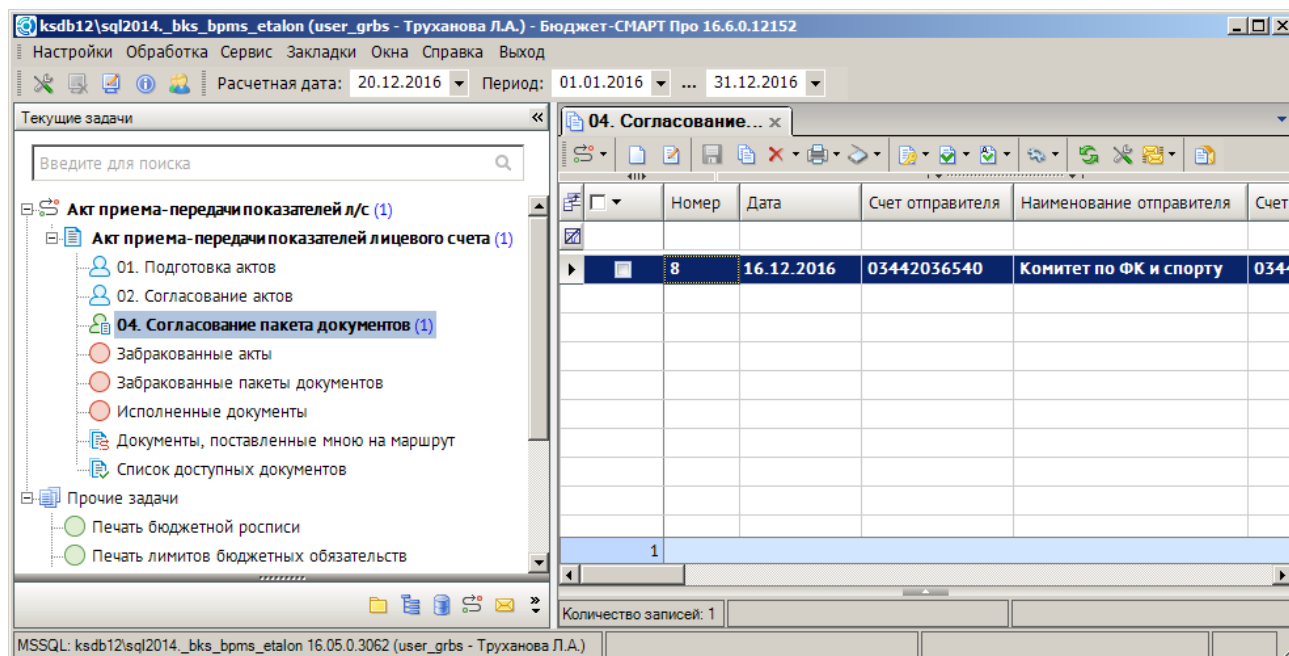 ksdb12\sql2014._bks_bpms_etalon (user_grbs - Труханова Л.А.) - Бюджет-СМАРТ Про 16.6.0.12152
Настройки Обработка Сервис Закладки Окна Справка Выход
Расчетная дата: 20.12.2016 Период: 01.01.2016 ... 31.12.2016
Текущие задачи
Введите для поиска
Акт приема-передачи показателей л/с (1)
Акт приема-передачи показателей лицевого счета (1)
01. Подготовка актов
02. Согласование актов
04. Согласование пакета документов (1)
Забракованные акты
Забракованные пакеты документов
Исполненные документы
Документы, поставленные мною на маршрут
Список доступных документов
Прочие задачи
Печать бюджетной росписи
Печать лимитов бюджетных обязательств
04. Согласование...
Номер Дата Счет отправителя Наименование отправителя Счет
8 16.12.2016 03442036540 Комитет по ФК и спорту 034
1
Количество записей: 1
MSSQL: ksdb12\sql2014._bks_bpms_etalon 16.05.0.3062 (user_grbs - Труханова Л.А.)